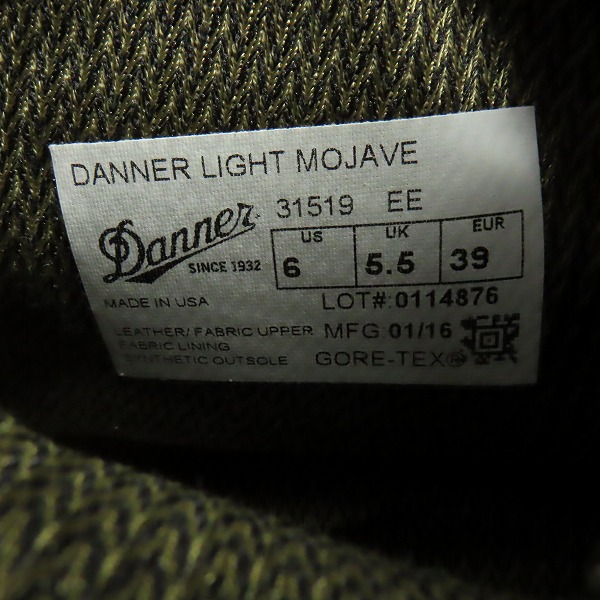 DANNER LIGHT MOJAVE
Danner
SINCE 1932
31519 EE
US UK EUR
6 5.5 39
MADE IN USA
LOT#:0114876
LEATHER/ FABRIC UPPER
FABRIC LINING
SYNTHETIC OUTSOLE
MFG:01/16
GORE-TEX®